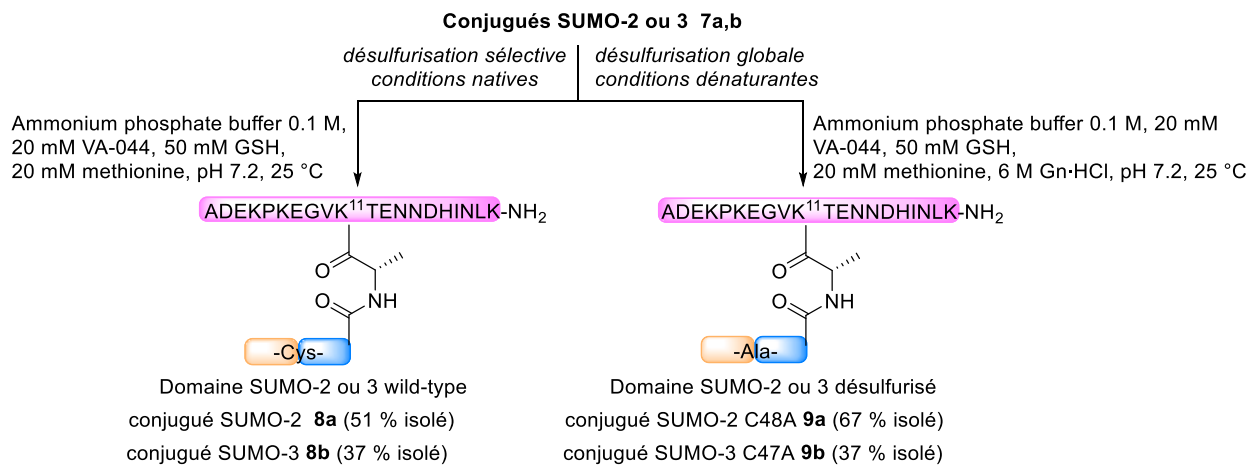 Conjugués SUMO-2 ou 3 7a,b
désulfurisation sélective
conditions natives
désulfurisation globale
conditions dénaturantes
Ammonium phosphate buffer 0.1 M,
20 mM VA-044, 50 mM GSH,
20 mM methionine, pH 7.2, 25 °C
Ammonium phosphate buffer 0.1 M, 20 mM
VA-044, 50 mM GSH,
20 mM methionine, 6 M Gn·HCl, pH 7.2, 25 °C
ADEKPKEGVK¹¹TENNDHINLK-NH₂
O
O
NH
-Cys-
Domaine SUMO-2 ou 3 wild-type
conjugué SUMO-2 8a (51 % isolé)
conjugué SUMO-3 8b (37 % isolé)
ADEKPKEGVK¹¹TENNDHINLK-NH₂
O
O
NH
-Ala-
Domaine SUMO-2 ou 3 désulfurisé
conjugué SUMO-2 C48A 9a (67 % isolé)
conjugué SUMO-3 C47A 9b (37 % isolé)